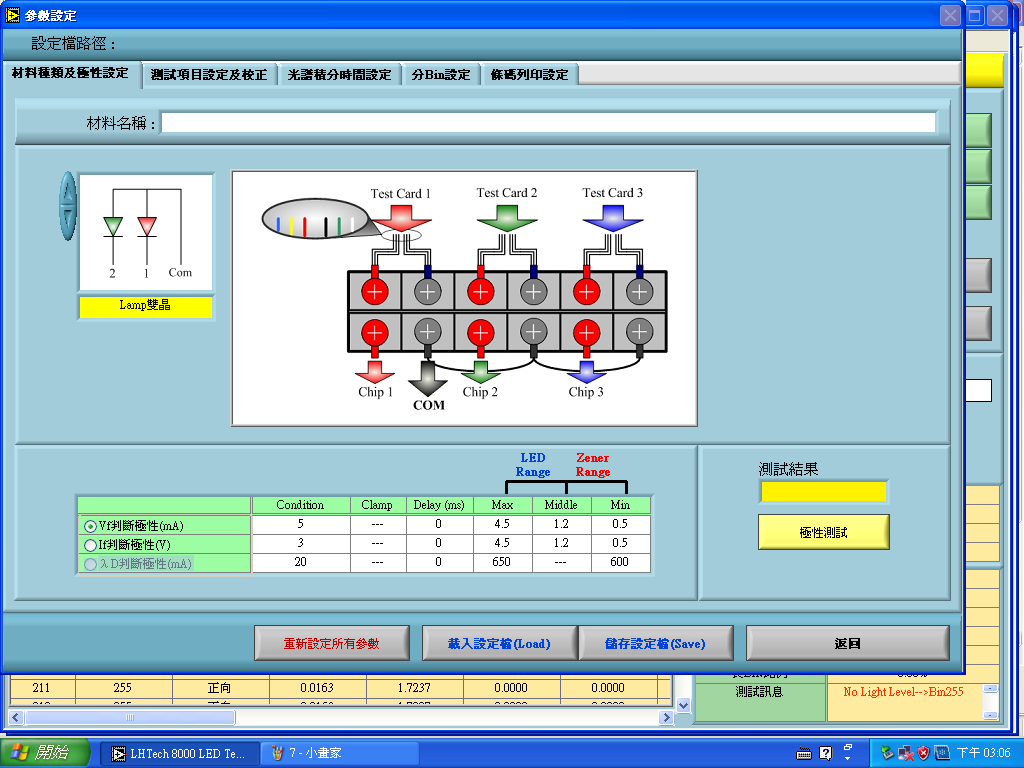 參數設定
設定檔路徑：
材料種類及極性設定 測試項目設定及校正 光譜積分時間設定 分Bin設定 條碼列印設定
材料名稱：
2 1 Com
Lamp雙晶
Test Card 1 Test Card 2 Test Card 3
Chip 1 COM Chip 2 Chip 3
LED Range Zener Range
Condition Clamp Delay (ms) Max Middle Min
Vf判斷極性(mA) 5 --- 0 4.5 1.2 0.5
If判斷極性(V) 3 --- 0 4.5 1.2 0.5
λD判斷極性(mA) 20 --- 0 650 --- 600
測試結果
極性測試
重新設定所有參數 載入設定檔(Load) 儲存設定檔(Save) 返回
211 255 正向 0.0163 1.7237 0.0000 0.0000
測試訊息 No Light Level-->Bin255
開始 LHTech 8000 LED Te... 7 - 小畫家 下午 03:06